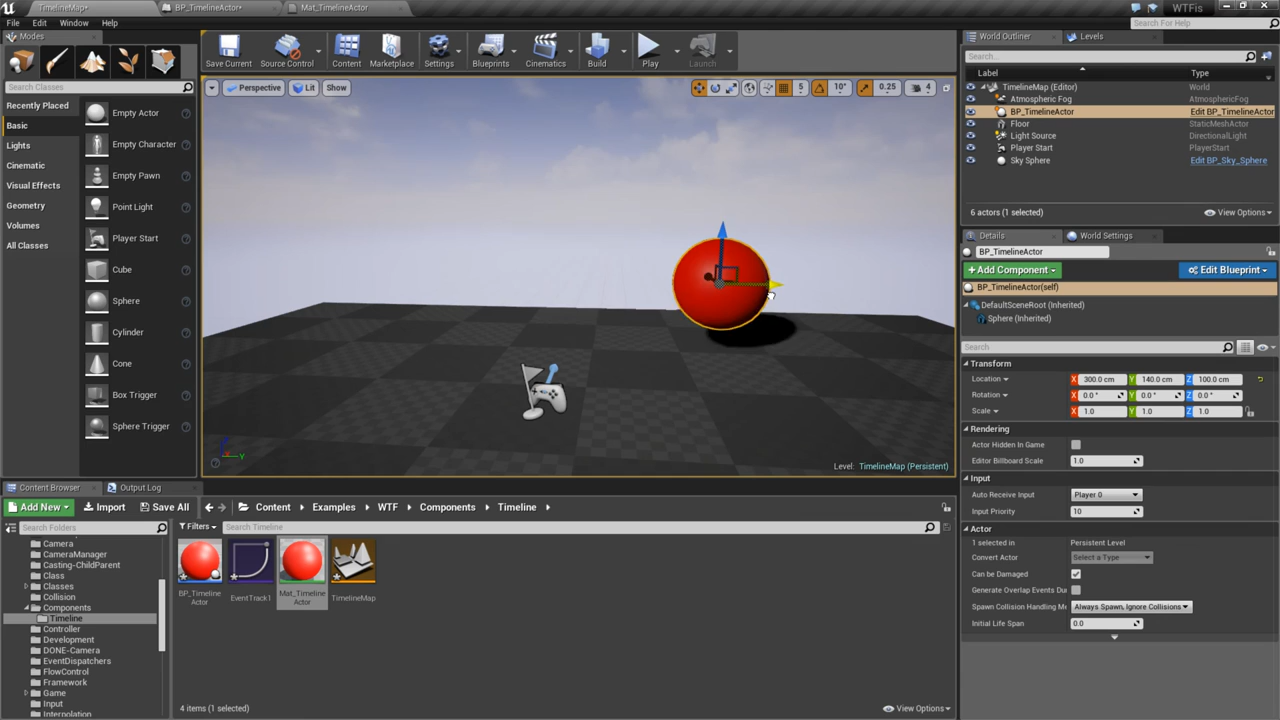 TimelineMap*
BP_TimelineActor*
Mat_TimelineActor
WTFis
File Edit Window Help
Search For Help
Modes
Search Classes
Recently Placed
Basic
Lights
Cinematic
Visual Effects
Geometry
Volumes
All Classes
Empty Actor
Empty Character
Empty Pawn
Point Light
Player Start
Cube
Sphere
Cylinder
Cone
Box Trigger
Sphere Trigger
Save Current
Source Control
Content
Marketplace
Settings
Blueprints
Cinematics
Build
Play
Launch
Perspective
Lit
Show
5
10°
0.25
4
Level: TimelineMap (Persistent)
World Outliner
Levels
Search...
Label Type
TimelineMap (Editor) World
Atmospheric Fog AtmosphericFog
BP_TimelineActor Edit BP_TimelineActor
Floor StaticMeshActor
Light Source DirectionalLight
Player Start PlayerStart
Sky Sphere Edit BP_Sky_Sphere
6 actors (1 selected)
View Options
Details
World Settings
BP_TimelineActor
+ Add Component
Edit Blueprint
BP_TimelineActor(self)
DefaultSceneRoot (Inherited)
Sphere (Inherited)
Search
Transform
Location X 300.0 cm Y 140.0 cm Z 100.0 cm
Rotation X 0.0 ° Y 0.0 ° Z 0.0 °
Scale X 1.0 Y 1.0 Z 1.0
Rendering
Actor Hidden In Game
Editor Billboard Scale 1.0
Input
Auto Receive Input Player 0
Input Priority 10
Actor
1 selected in Persistent Level
Convert Actor Select a Type
Can be Damaged
Generate Overlap Events Du
Spawn Collision Handling Me Always Spawn, Ignore Collisions
Initial Life Span 0.0
Content Browser
Output Log
Add New
Import
Save All
Content Examples WTF Components Timeline
Search Folders
Filters
Search Timeline
Camera
CameraManager
Casting-ChildParent
Class
Classes
Collision
Components
Timeline
Controller
Development
DONE-Camera
EventDispatchers
FlowControl
Framework
Game
Input
Interpolation
BP_Timeline
Actor
EventTrack1
Mat_Timeline
Actor
TimelineMap
4 items (1 selected)
View Options